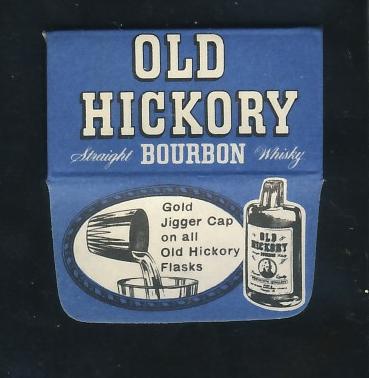 OLD
HICKORY
Straight BOURBON Whisky
Gold
Jigger Cap
on all
Old Hickory
Flasks
OLD
HICKORY